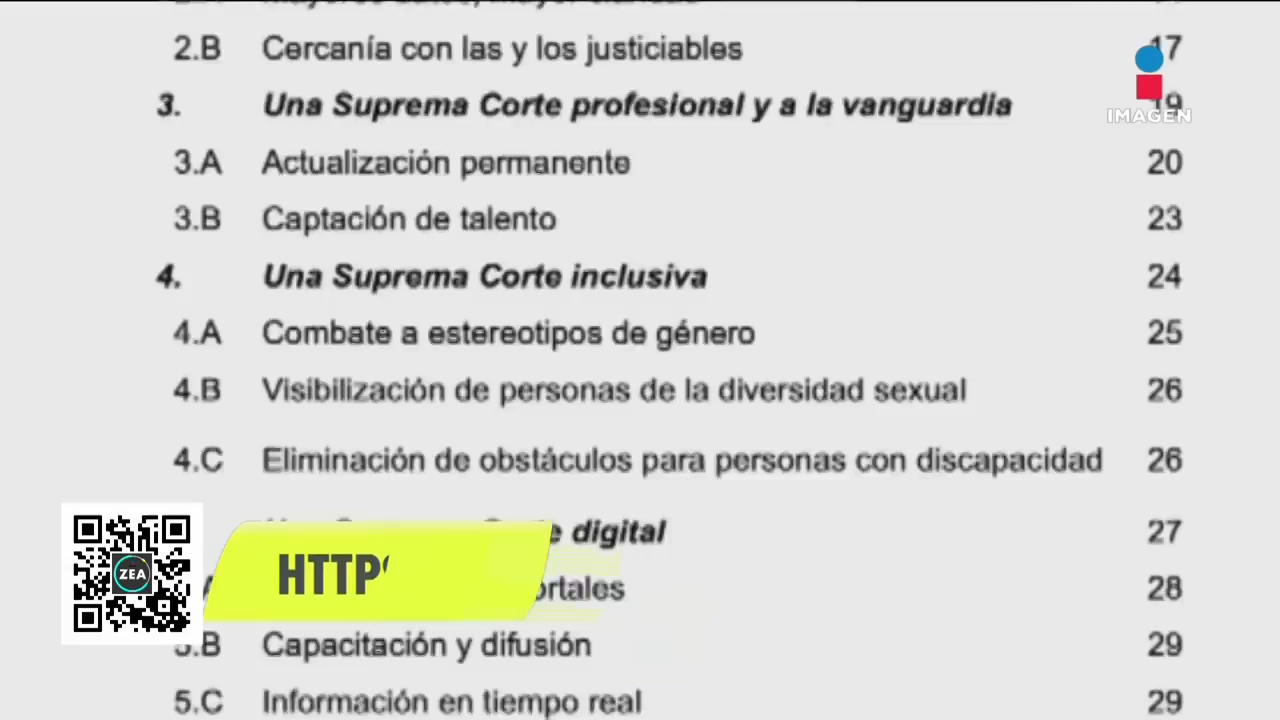 2.B Cercanía con las y los justiciables 17
IMAGEN
3. Una Suprema Corte profesional y a la vanguardia 19
3.A Actualización permanente 20
3.B Captación de talento 23
4. Una Suprema Corte inclusiva 24
4.A Combate a estereotipos de género 25
4.B Visibilización de personas de la diversidad sexual 26
4.C Eliminación de obstáculos para personas con discapacidad 26
digital 27
ZEA
HTTP
28
5.B Capacitación y difusión 29
5.C Información en tiempo real 29